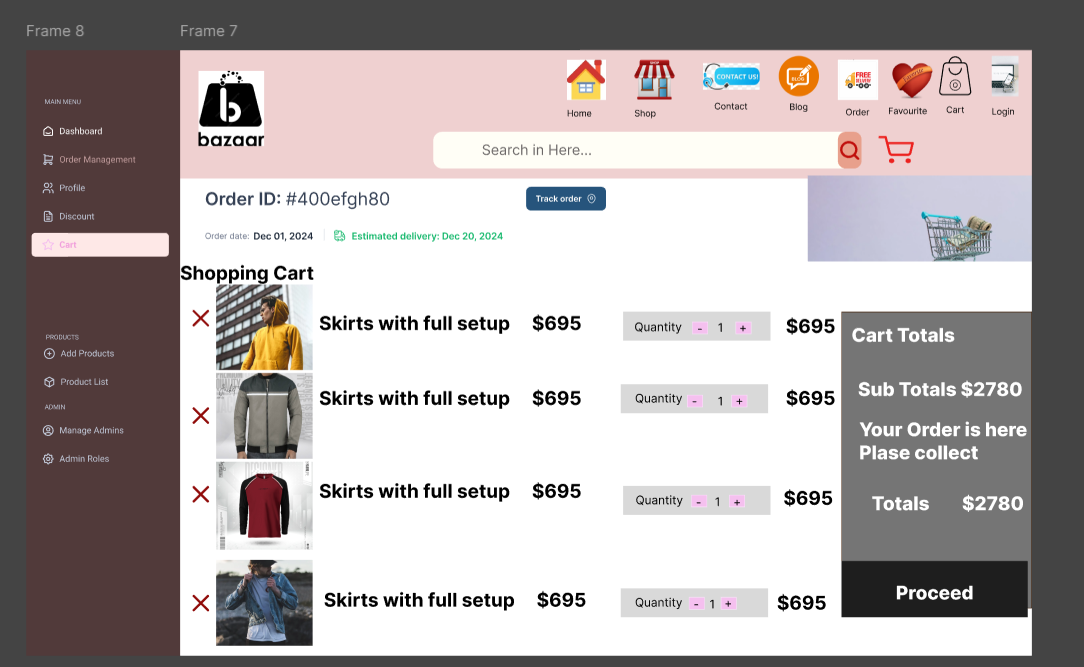 Frame 8
Frame 7
MAIN MENU
Dashboard
Order Management
Profile
Discount
Cart
PRODUCTS
Add Products
Product List
ADMIN
Manage Admins
Admin Roles
b
bazaar
SHOP
CONTACT US!
BLOG
FREE
DELIVERY
Favorite
Home
Shop
Contact
Blog
Order
Favourite
Cart
Login
Search in Here...
Order ID: #400efgh80
Track order
Order date: Dec 01, 2024
Estimated delivery: Dec 20, 2024
Shopping Cart
Skirts with full setup $695 Quantity - 1 + $695
Skirts with full setup $695 Quantity - 1 + $695
Skirts with full setup $695 Quantity - 1 + $695
Skirts with full setup $695 Quantity - 1 + $695
Cart Totals
Sub Totals $2780
Your Order is here
Plase collect
Totals $2780
Proceed